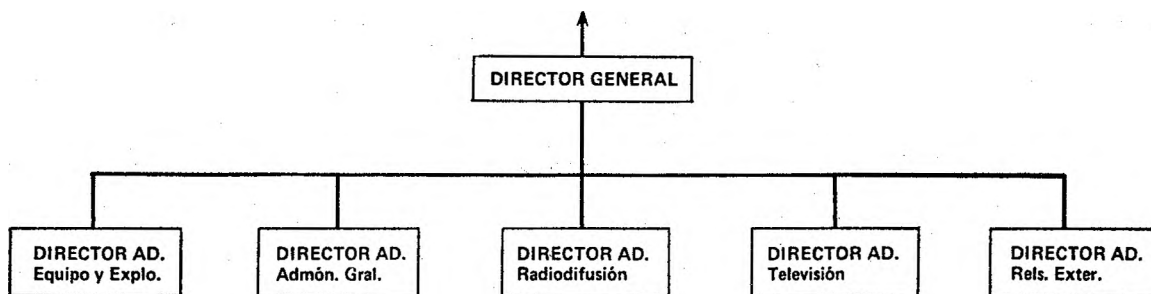 DIRECTOR GENERAL
DIRECTOR AD.
Equipo y Explo.
DIRECTOR AD.
Admón. Gral.
DIRECTOR AD.
Radiodifusión
DIRECTOR AD.
Televisión
DIRECTOR AD.
Rels. Exter.